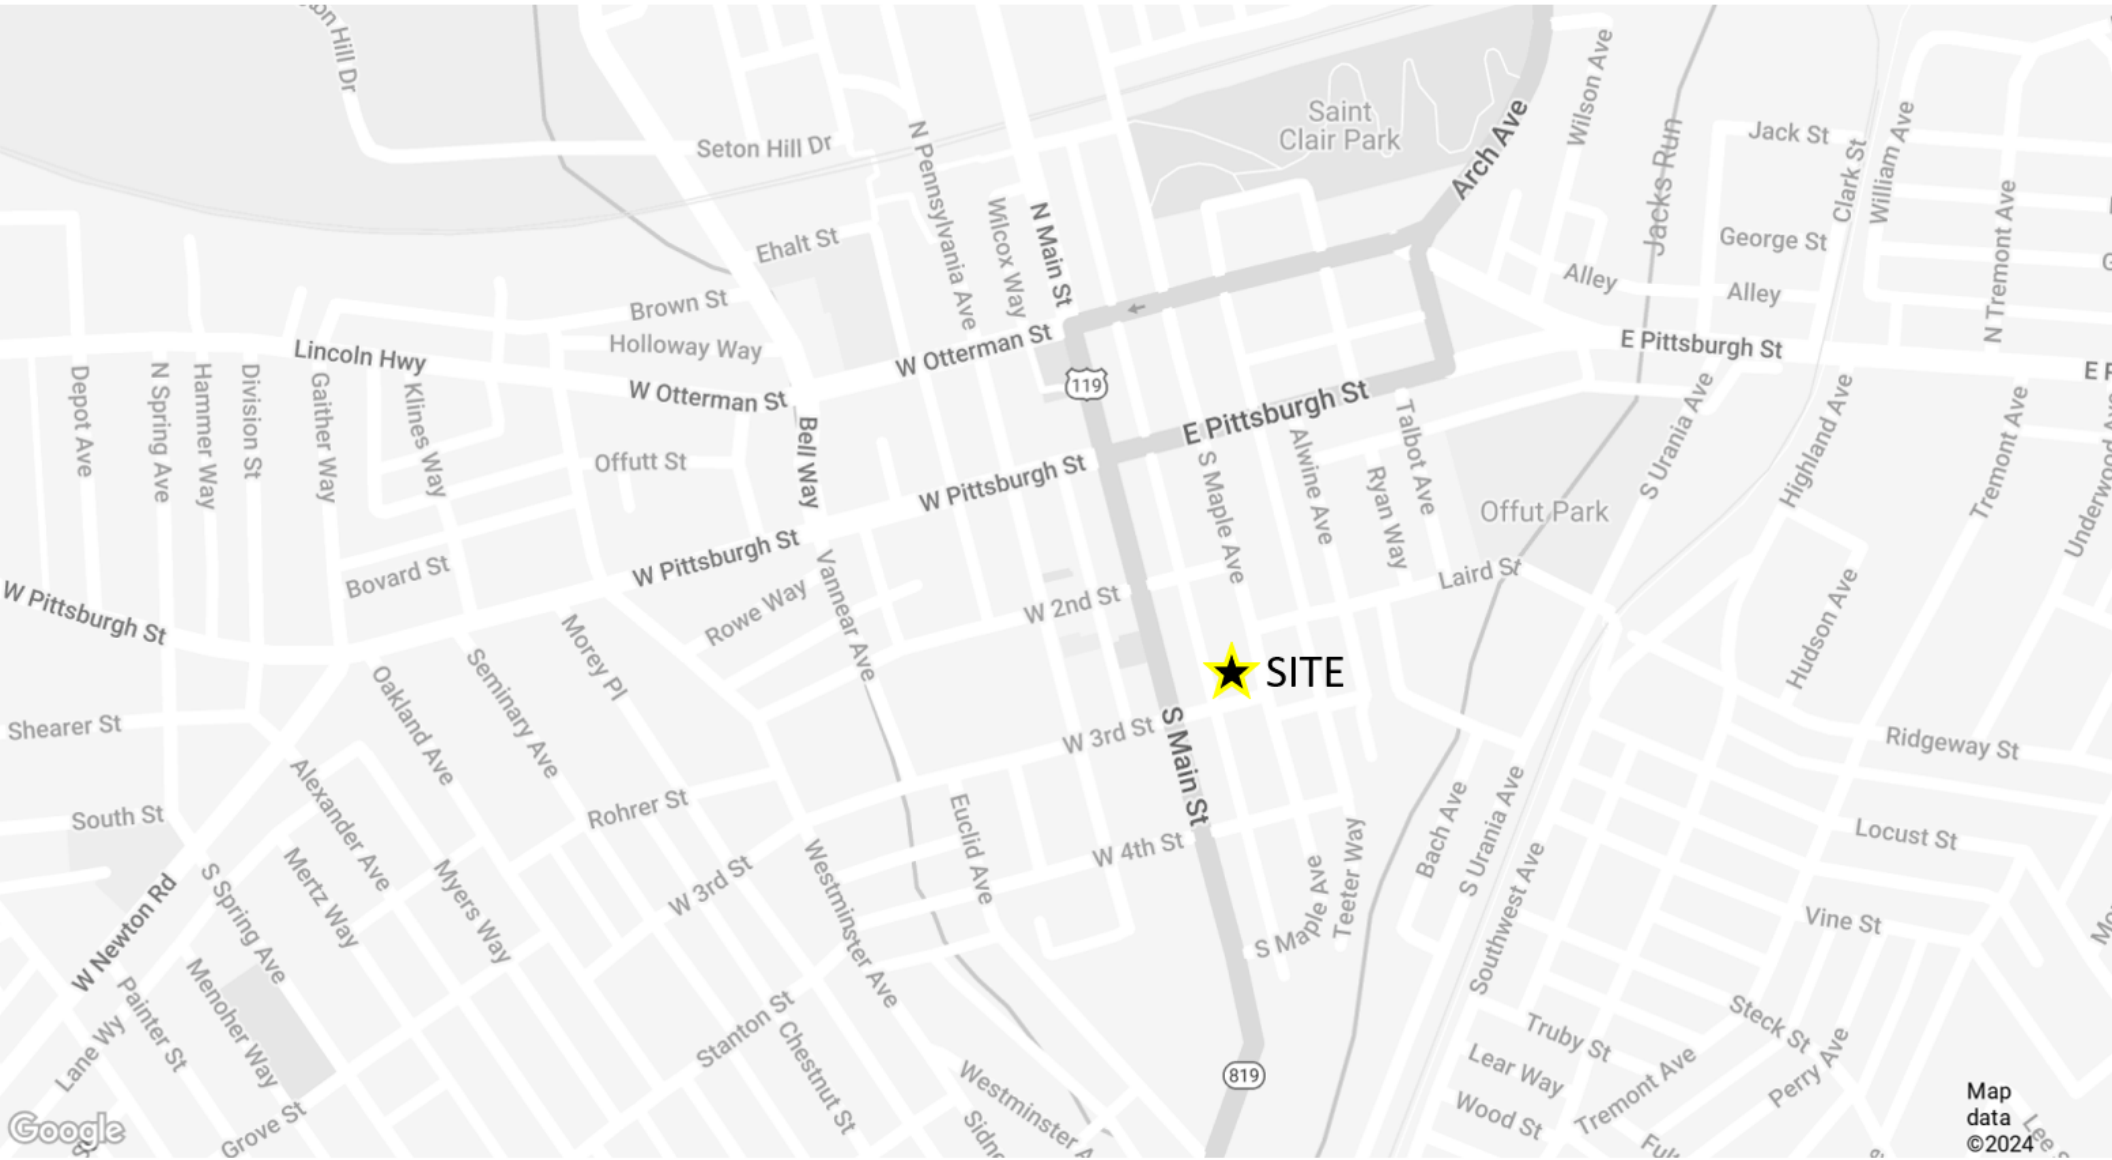 on Hill Dr
Seton Hill Dr
N Pennsylvania Ave
Wilcox Way
N Main St
Saint
Clair Park
Arch Ave
Wilson Ave
Jacks Run
Jack St
Clark St
William Ave
George St
N Tremont Ave
Alley
Alley
Ehalt St
Brown St
Holloway Way
Lincoln Hwy
W Otterman St
W Otterman St
119
E Pittsburgh St
E Pittsburgh St
E P
Depot Ave
N Spring Ave
Hammer Way
Division St
Gaither Way
Klines Way
Offutt St
Bell Way
W Pittsburgh St
S Maple Ave
Alwine Ave
Talbot Ave
Ryan Way
Offut Park
S Urania Ave
Highland Ave
Tremont Ave
Underwood Ave
W Pittsburgh St
Bovard St
W Pittsburgh St
Rowe Way
Vannear Ave
W 2nd St
Laird St
Morey Pl
Hudson Ave
SITE
Shearer St
Oakland Ave
Seminary Ave
W 3rd St
S Main St
Ridgeway St
South St
Alexander Ave
Rohrer St
Euclid Ave
W 4th St
Bach Ave
S Urania Ave
Locust St
W Newton Rd
S Spring Ave
Mertz Way
Myers Way
W 3rd St
Westminster Ave
S Maple Ave
Teeter Way
Southwest Ave
Vine St
Painter St
Menoher Way
Lane Wy
Stanton St
Chestnut St
Truby St
Steck St
Lear Way
Tremont Ave
Perry Ave
Wood St
819
Westminster A
Sidne
Grove St
Google
Map
data
©2024
Lee S